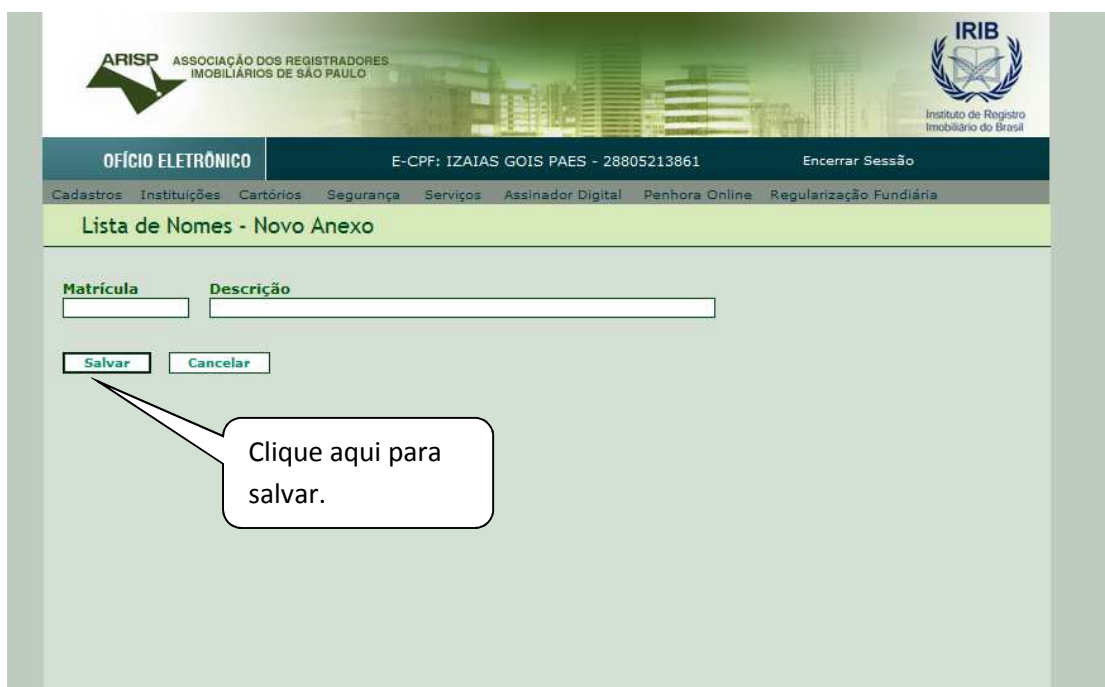 ARISP ASSOCIAÇÃO DOS REGISTRADORES
IMOBILIÁRIOS DE SÃO PAULO
IRIB
Instituto de Registro
Imobiliário do Brasil
OFÍCIO ELETRÔNICO E-CPF: IZAIAS GOIS PAES - 28805213861 Encerrar Sessão
Cadastros Instituições Cartórios Segurança Serviços Assinador Digital Penhora Online Regularização Fundiária
Lista de Nomes - Novo Anexo
Matrícula Descrição
Salvar Cancelar
Clique aqui para
salvar.